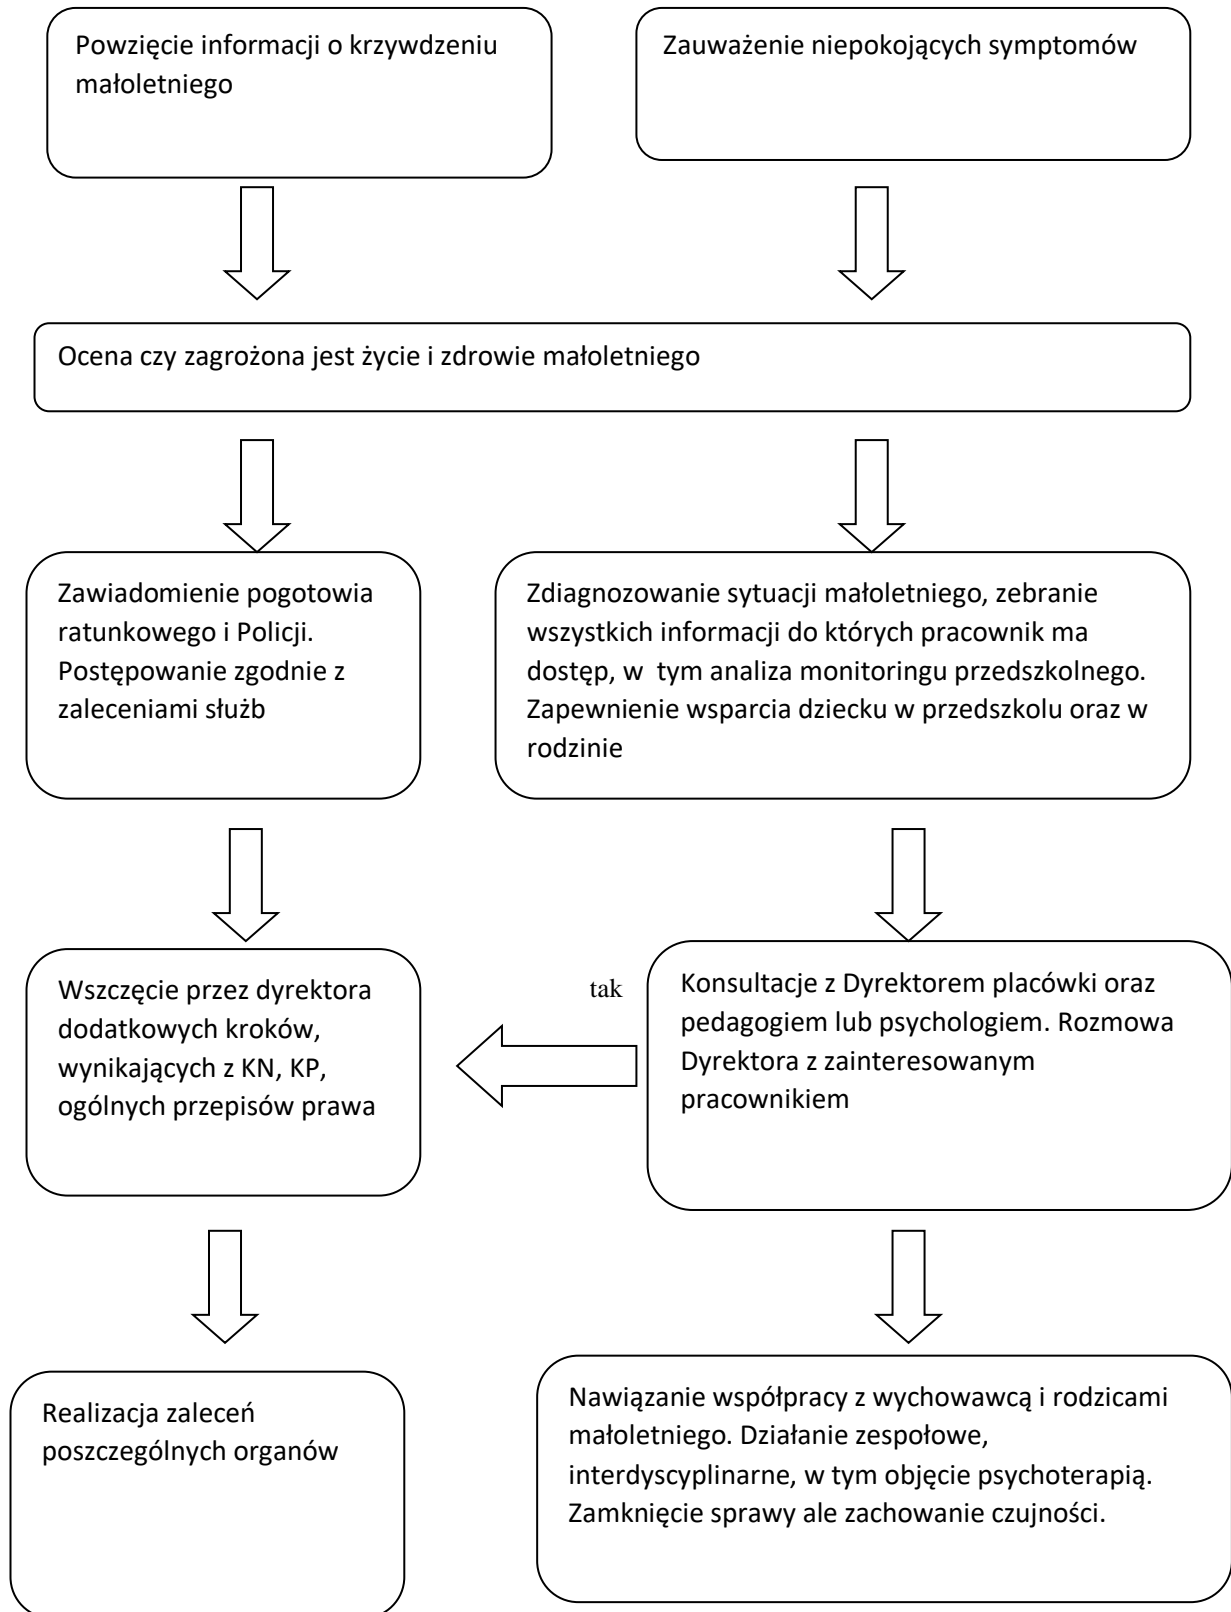 Powzięcie informacji o krzywdzeniu
małoletniego
Zauważenie niepokojących symptomów
Ocena czy zagrożona jest życie i zdrowie małoletniego
Zawiadomienie pogotowia
ratunkowego i Policji.
Postępowanie zgodnie z
zaleceniami służb
Zdiagnozowanie sytuacji małoletniego, zebranie
wszystkich informacji do których pracownik ma
dostęp, w  tym analiza monitoringu przedszkolnego.
Zapewnienie wsparcia dziecku w przedszkolu oraz w
rodzinie
Wszczęcie przez dyrektora
dodatkowych kroków,
wynikających z KN, KP,
ogólnych przepisów prawa
tak
Konsultacje z Dyrektorem placówki oraz
pedagogiem lub psychologiem. Rozmowa
Dyrektora z zainteresowanym
pracownikiem
Realizacja zaleceń
poszczególnych organów
Nawiązanie współpracy z wychowawcą i rodzicami
małoletniego. Działanie zespołowe,
interdyscyplinarne, w tym objęcie psychoterapią.
Zamknięcie sprawy ale zachowanie czujności.